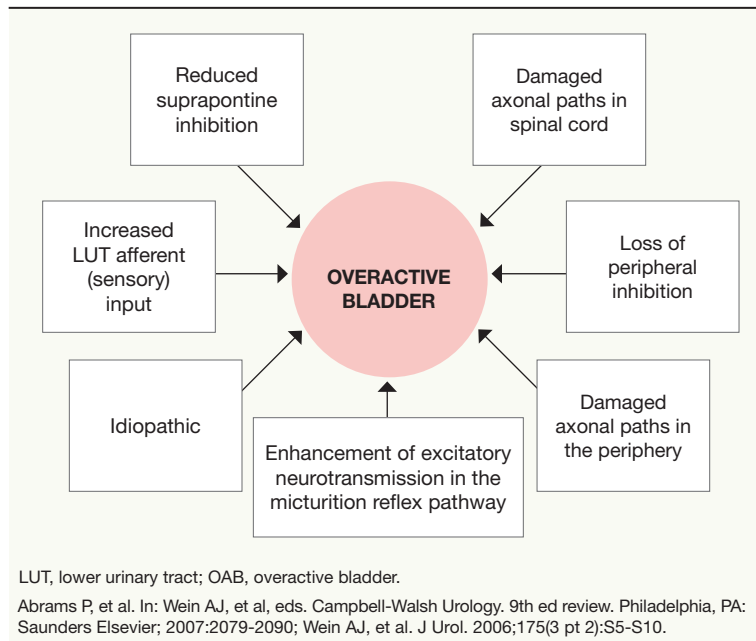 Reduced
suprapontine
inhibition
Damaged
axonal paths in
spinal cord
Increased
LUT afferent
(sensory)
input
OVERACTIVE
BLADDER
Loss of
peripheral
inhibition
Idiopathic
Enhancement of excitatory
neurotransmission in the
micturition reflex pathway
Damaged
axonal paths in
the periphery
LUT, lower urinary tract; OAB, overactive bladder.
Abrams P, et al. In: Wein AJ, et al, eds. Campbell-Walsh Urology. 9th ed review. Philadelphia, PA:
Saunders Elsevier; 2007:2079-2090; Wein AJ, et al. J Urol. 2006;175(3 pt 2):S5-S10.